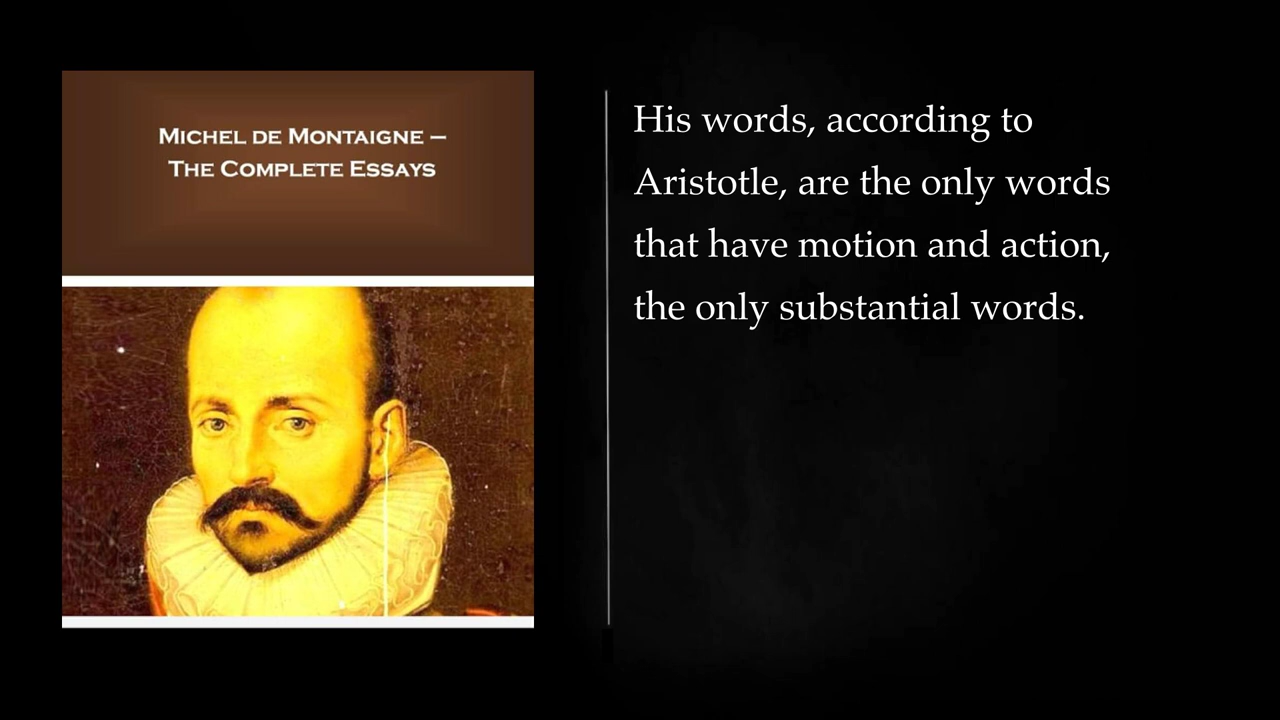 MICHEL DE MONTAIGNE –
THE COMPLETE ESSAYS
His words, according to
Aristotle, are the only words
that have motion and action,
the only substantial words.